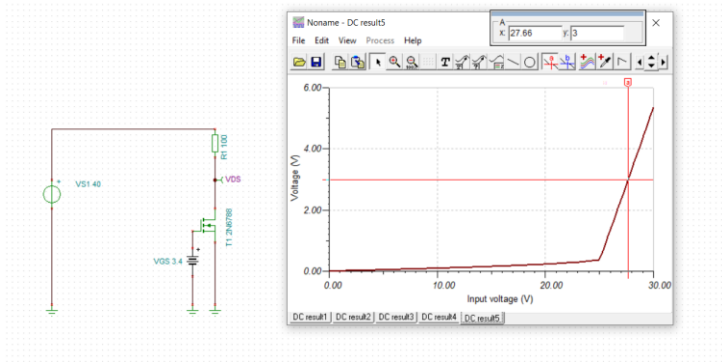 Noname - DC result5
A
x: 27.66 y: 3
File Edit View Process Help
T
a
6.00
4.00
2.00
0.00
Voltage (V)
0.00 10.00 20.00 30.00
Input voltage (V)
DC result1 DC result2 DC result3 DC result4 DC result5
VS1 40
R1 100
VDS
T1 2N6788
VGS 3.4
+
+